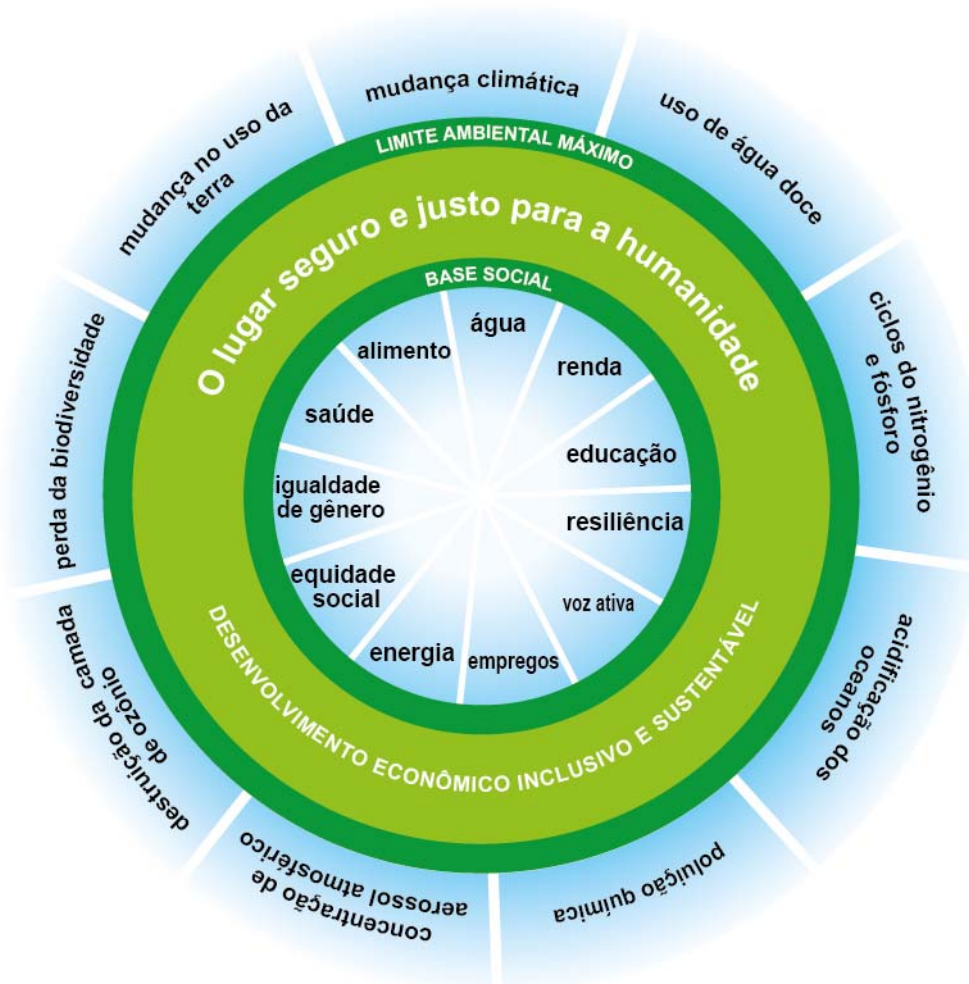 mudança climática
uso de água doce
ciclos do nitrogênio
e fósforo
acidificação dos
oceanos
poluição química
concentração de
aerossol atmosférico
destruição da camada
de ozônio
perda da biodiversidade
mudança no uso da
terra
LIMITE AMBIENTAL MÁXIMO
O lugar seguro e justo para a humanidade
BASE SOCIAL
água
renda
educação
resiliência
voz ativa
empregos
energia
equidade
social
igualdade
de gênero
saúde
alimento
DESENVOLVIMENTO ECONÔMICO INCLUSIVO E SUSTENTÁVEL